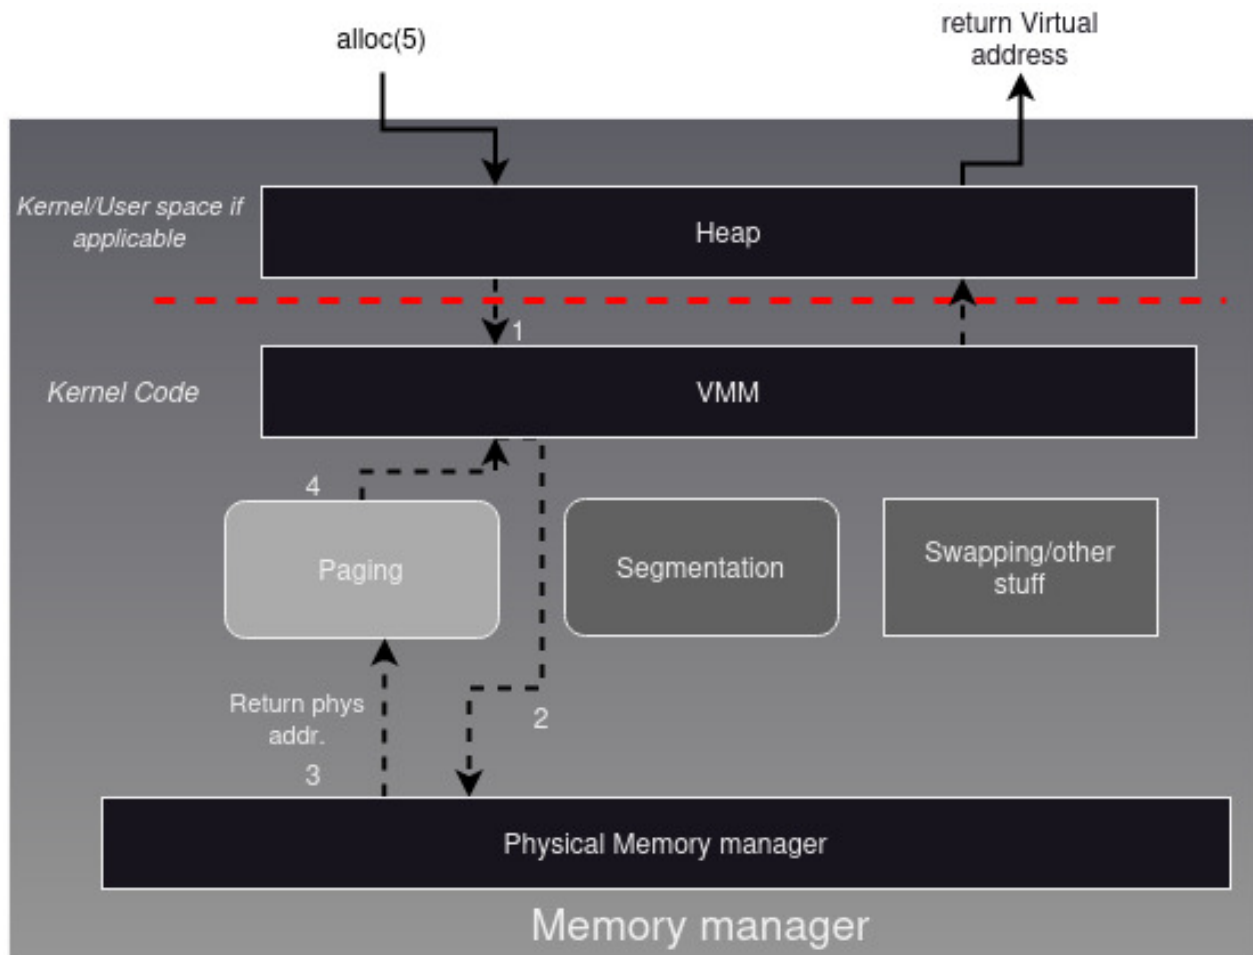 alloc(5)
return Virtual
address
Kernel/User space if
applicable
Heap
1
Kernel Code
VMM
4
Paging
Segmentation
Swapping/other
stuff
Return phys
addr.
2
3
Physical Memory manager
Memory manager